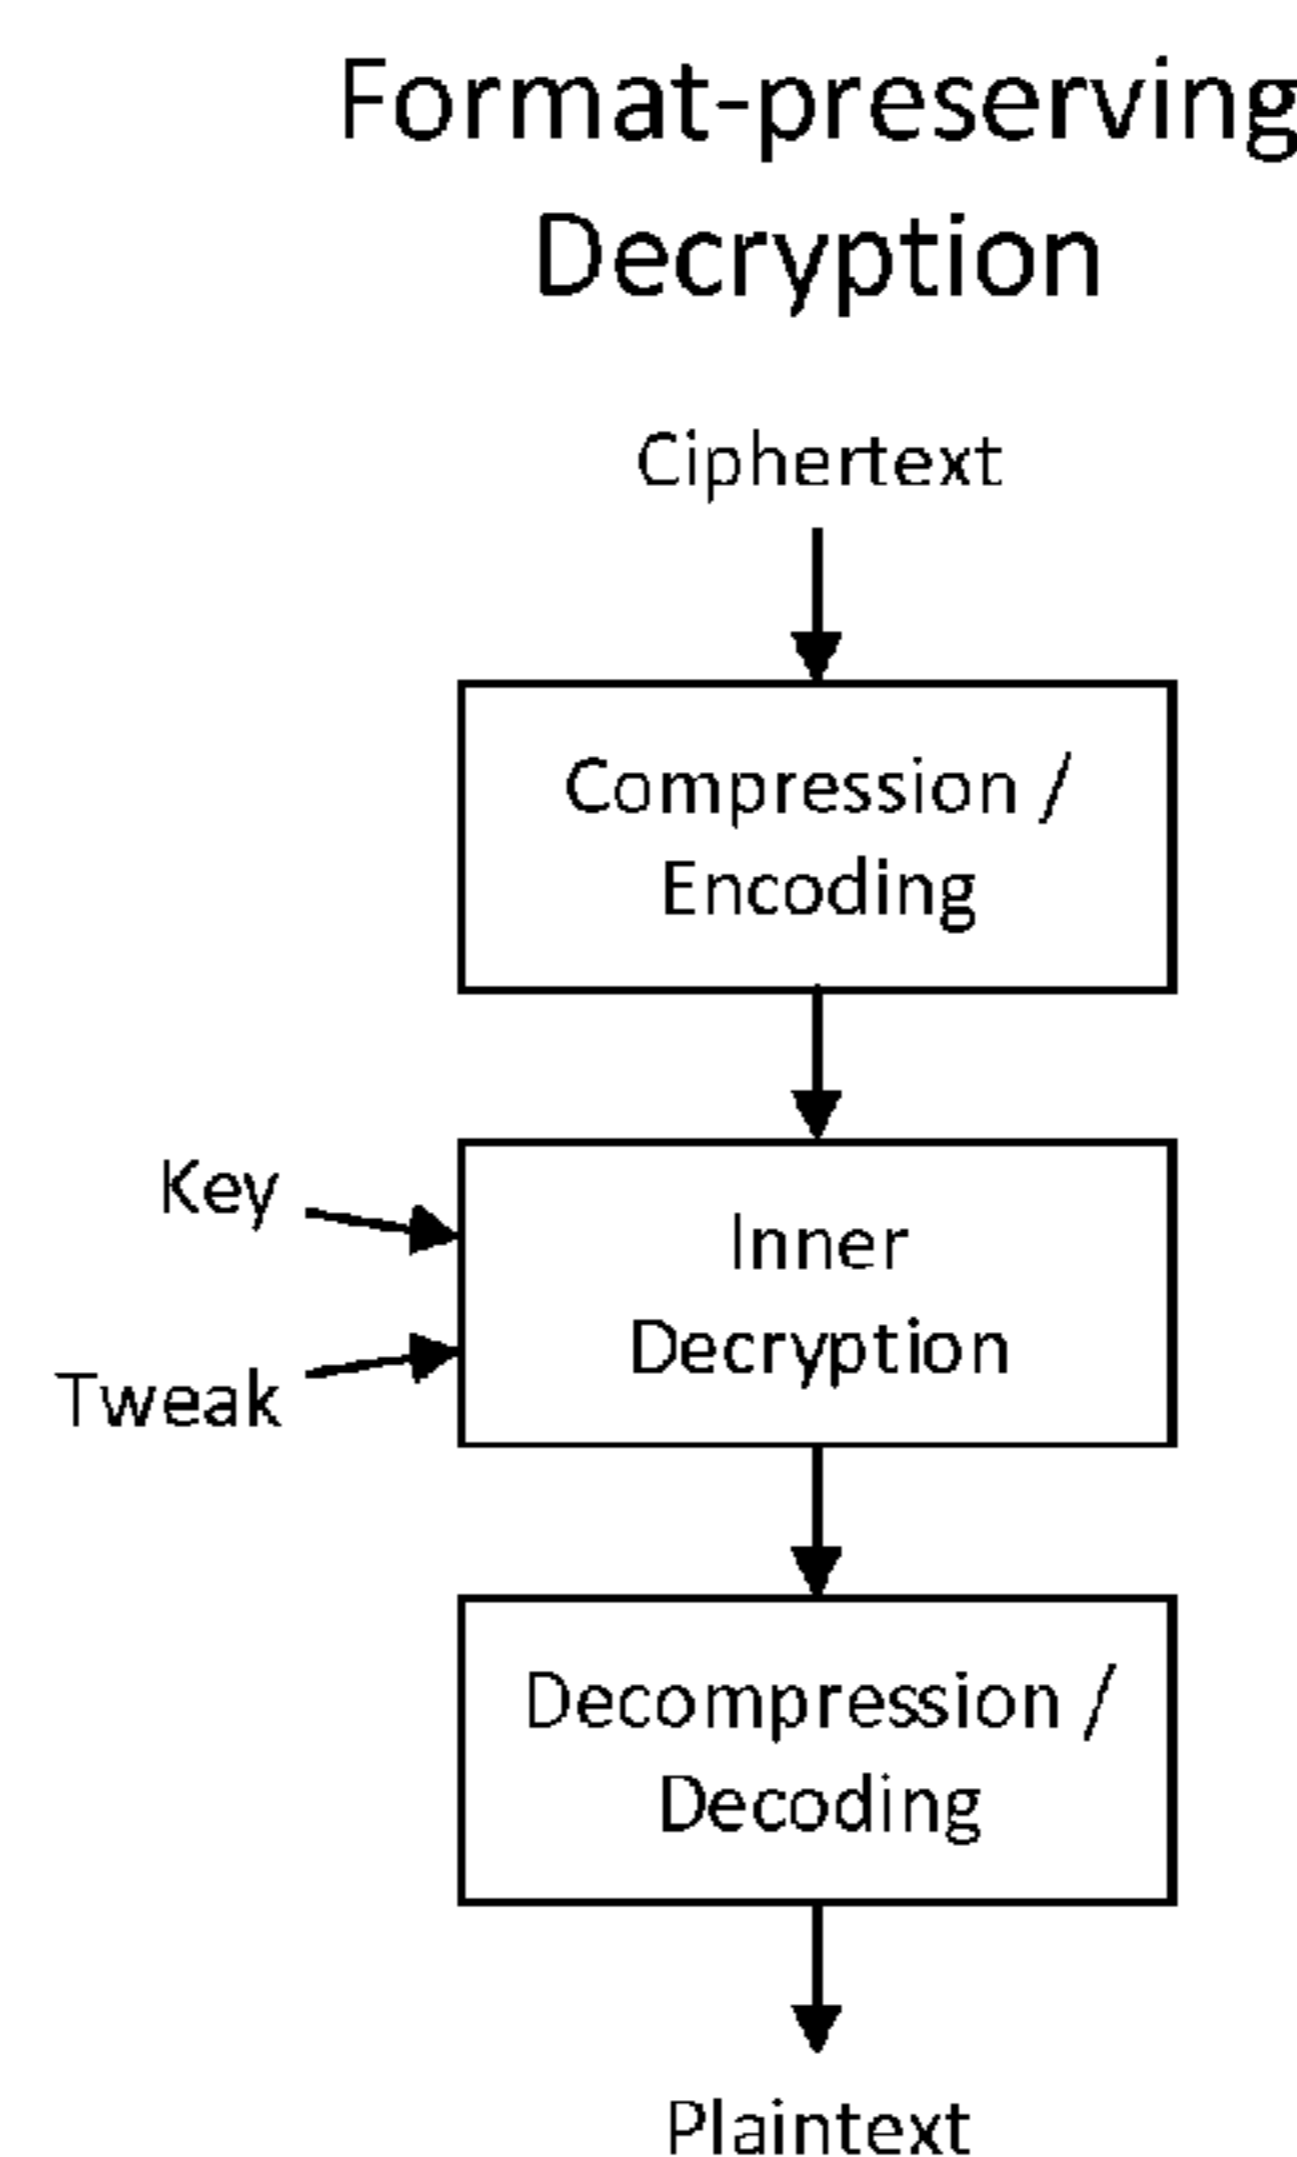 Format-preserving
Decryption
Ciphertext
Compression /
Encoding
Key
Inner
Decryption
Tweak
Decompression /
Decoding
Plaintext